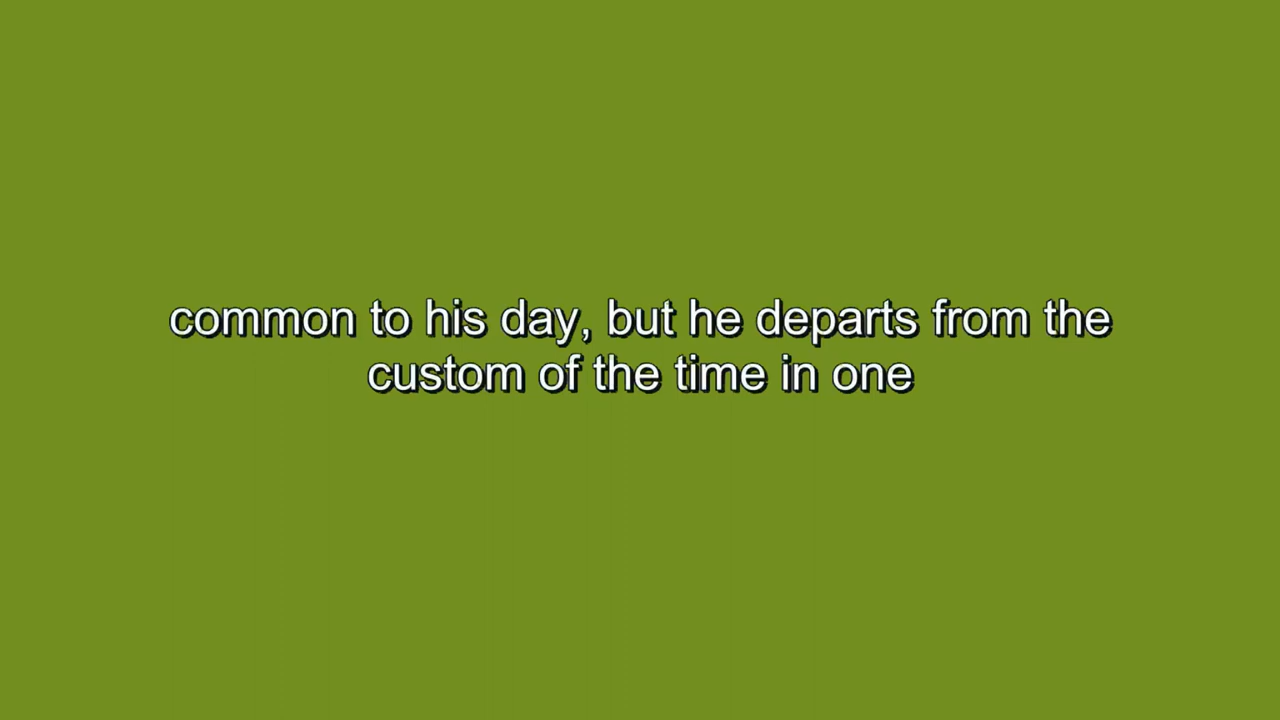 common to his day, but he departs from the
custom of the time in one